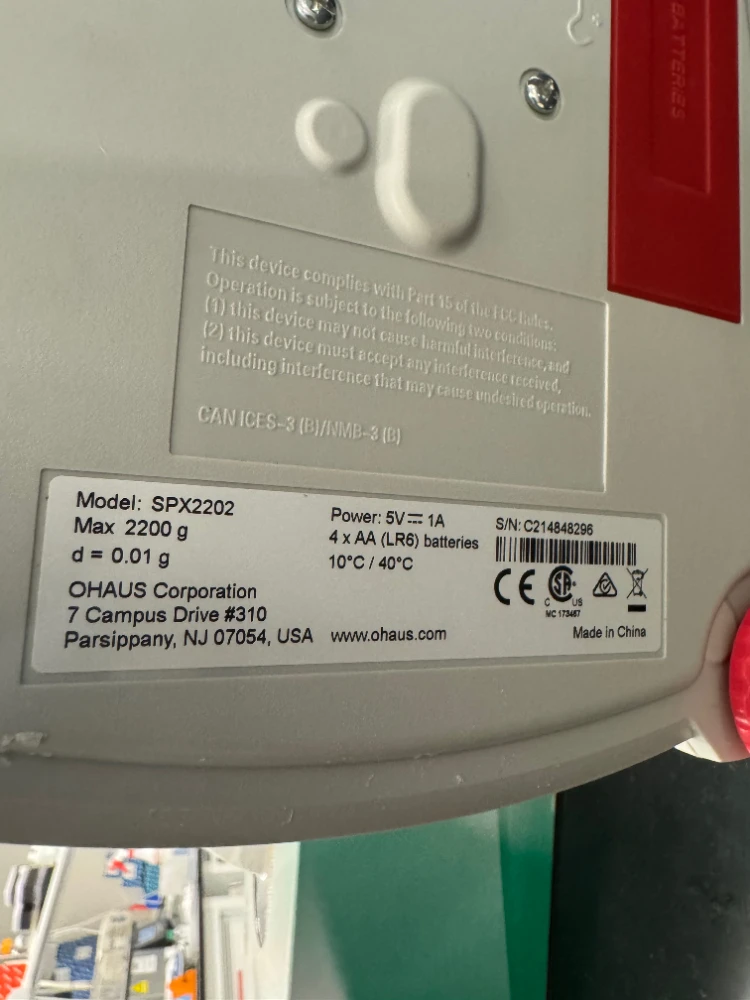 BATTERIES
This device complies with Part 15 of the FCC Rules.
Operation is subject to the following two conditions:
(1) this device may not cause harmful interference, and
(2) this device must accept any interference received,
including interference that may cause undesired operation.
CAN ICES-3 (B)/NMB-3 (B)
Model: SPX2202
Max 2200 g
d = 0.01 g
OHAUS Corporation
7 Campus Drive #310
Parsippany, NJ 07054, USA www.ohaus.com
Power: 5V⎓ 1A
4 x AA (LR6) batteries
10°C / 40°C
S/N: C214848296
CE
C SA US
MC 173467
Made in China